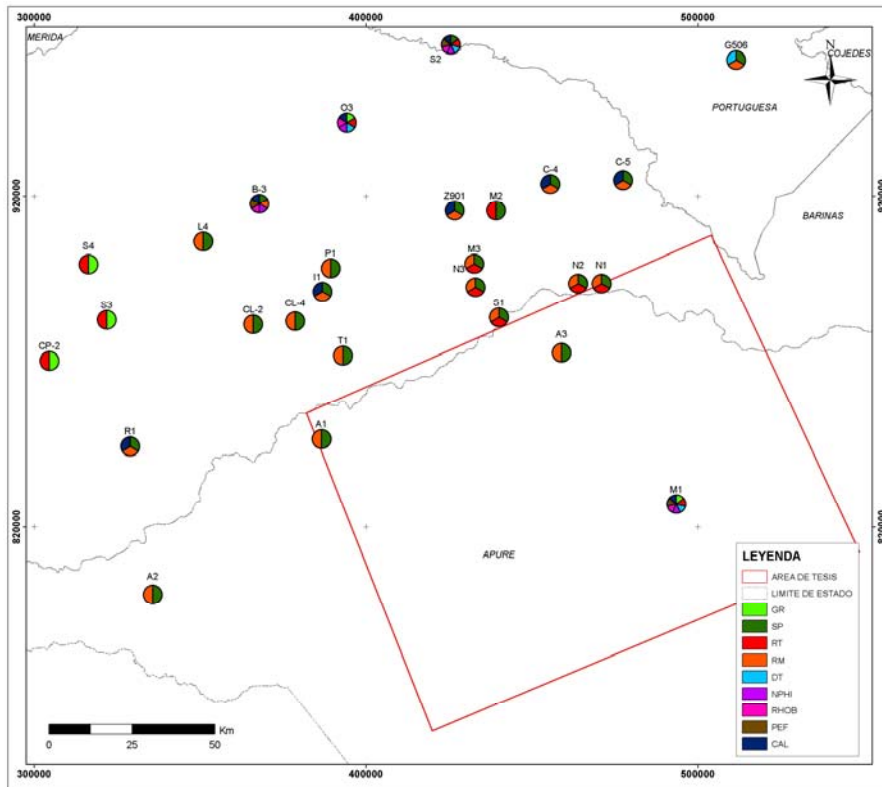 300000 400000 500000
MERIDA
S2
G506
N
COJEDES
PORTUGUESA
O3
C-4
C-5
920000
920000
B-3
Z901
M2
BARINAS
L4
S4
P1
M3
I1
N3
N2
N1
S3
CL-2
CL-4
S1
CP-2
T1
A3
R1
A1
M1
820000
820000
APURE
A2
LEYENDA
AREA DE TESIS
LIMITE DE ESTADO
GR
SP
RT
RM
DT
NPHI
RHOB
PEF
CAL
Km
0 25 50
300000 400000 500000